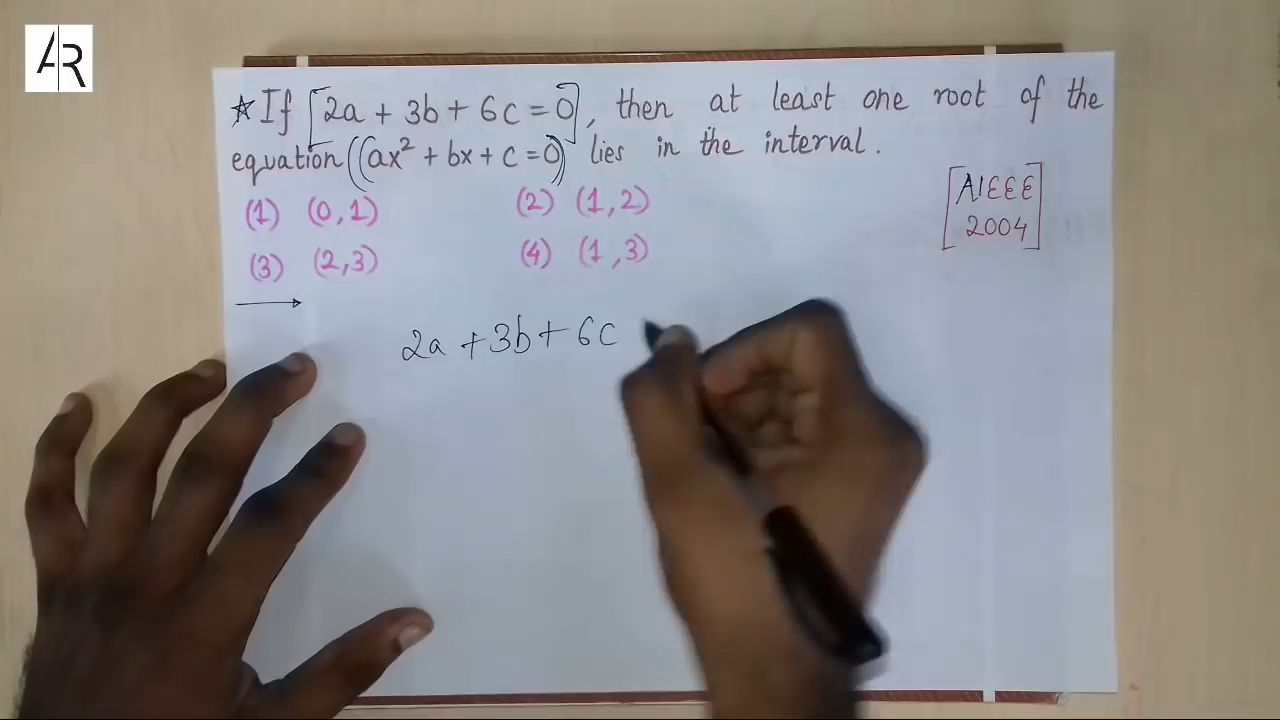 AR
☆ If [2a + 3b + 6c = 0], then at least one root of the
equation ((ax² + bx + c = 0)) lies in the interval.
(1) (0,1) (2) (1,2)
(3) (2,3) (4) (1,3)
[AIEEE
2004]
→
2a + 3b + 6c